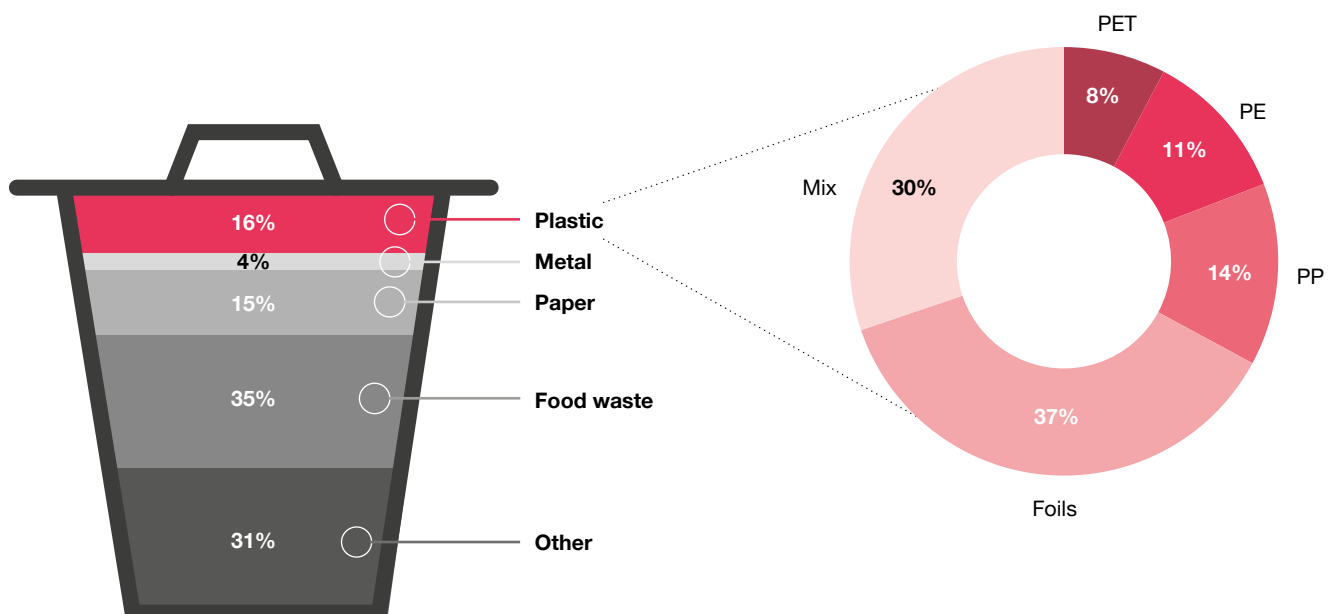 PET
8%
PE
11%
Mix
30%
16%
Plastic
4%
Metal
14%
PP
15%
Paper
35%
Food waste
37%
Foils
31%
Other